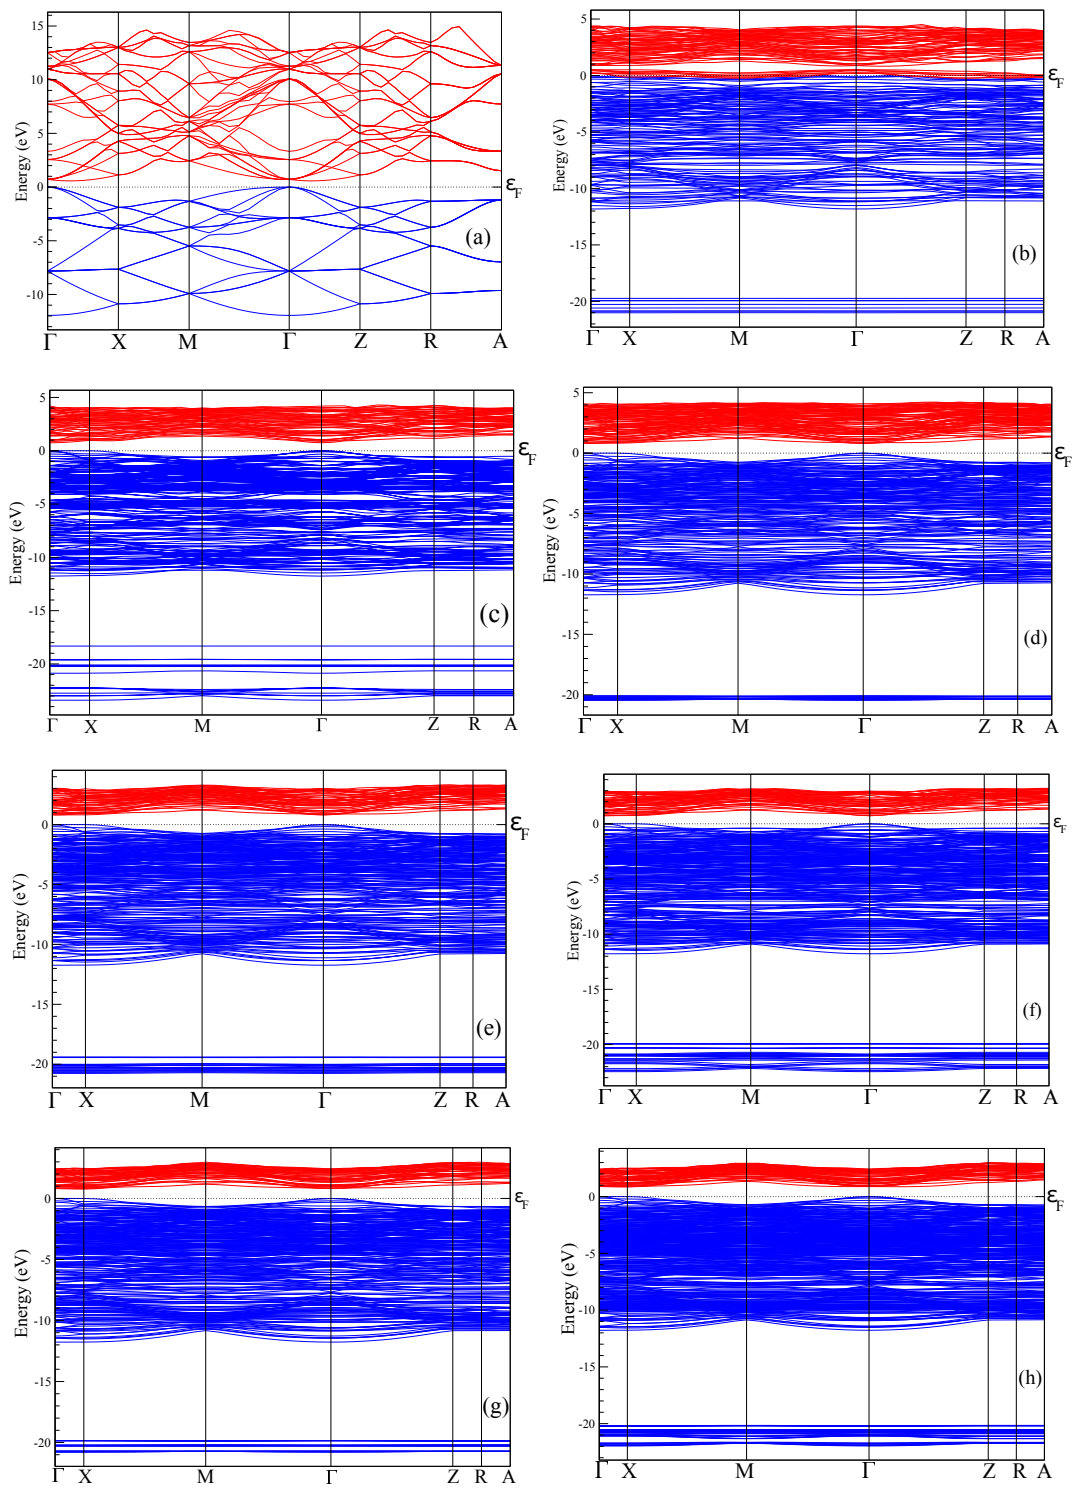 15
10
5
0
-5
-10
Energy (eV)
εF
(a)
Γ X M Γ Z R A
5
0
-5
-10
-15
-20
Energy (eV)
εF
(b)
Γ X M Γ Z R A
5
0
-5
-10
-15
-20
Energy (eV)
εF
(c)
Γ X M Γ Z R A
5
0
-5
-10
-15
-20
Energy (eV)
εF
(d)
Γ X M Γ Z R A
0
-5
-10
-15
-20
Energy (eV)
εF
(e)
Γ X M Γ Z R A
0
-5
-10
-15
-20
Energy (eV)
εF
(f)
Γ X M Γ Z R A
0
-5
-10
-15
-20
Energy (eV)
εF
(g)
Γ X M Γ Z R A
0
-5
-10
-15
-20
Energy (eV)
εF
(h)
Γ X M Γ Z R A